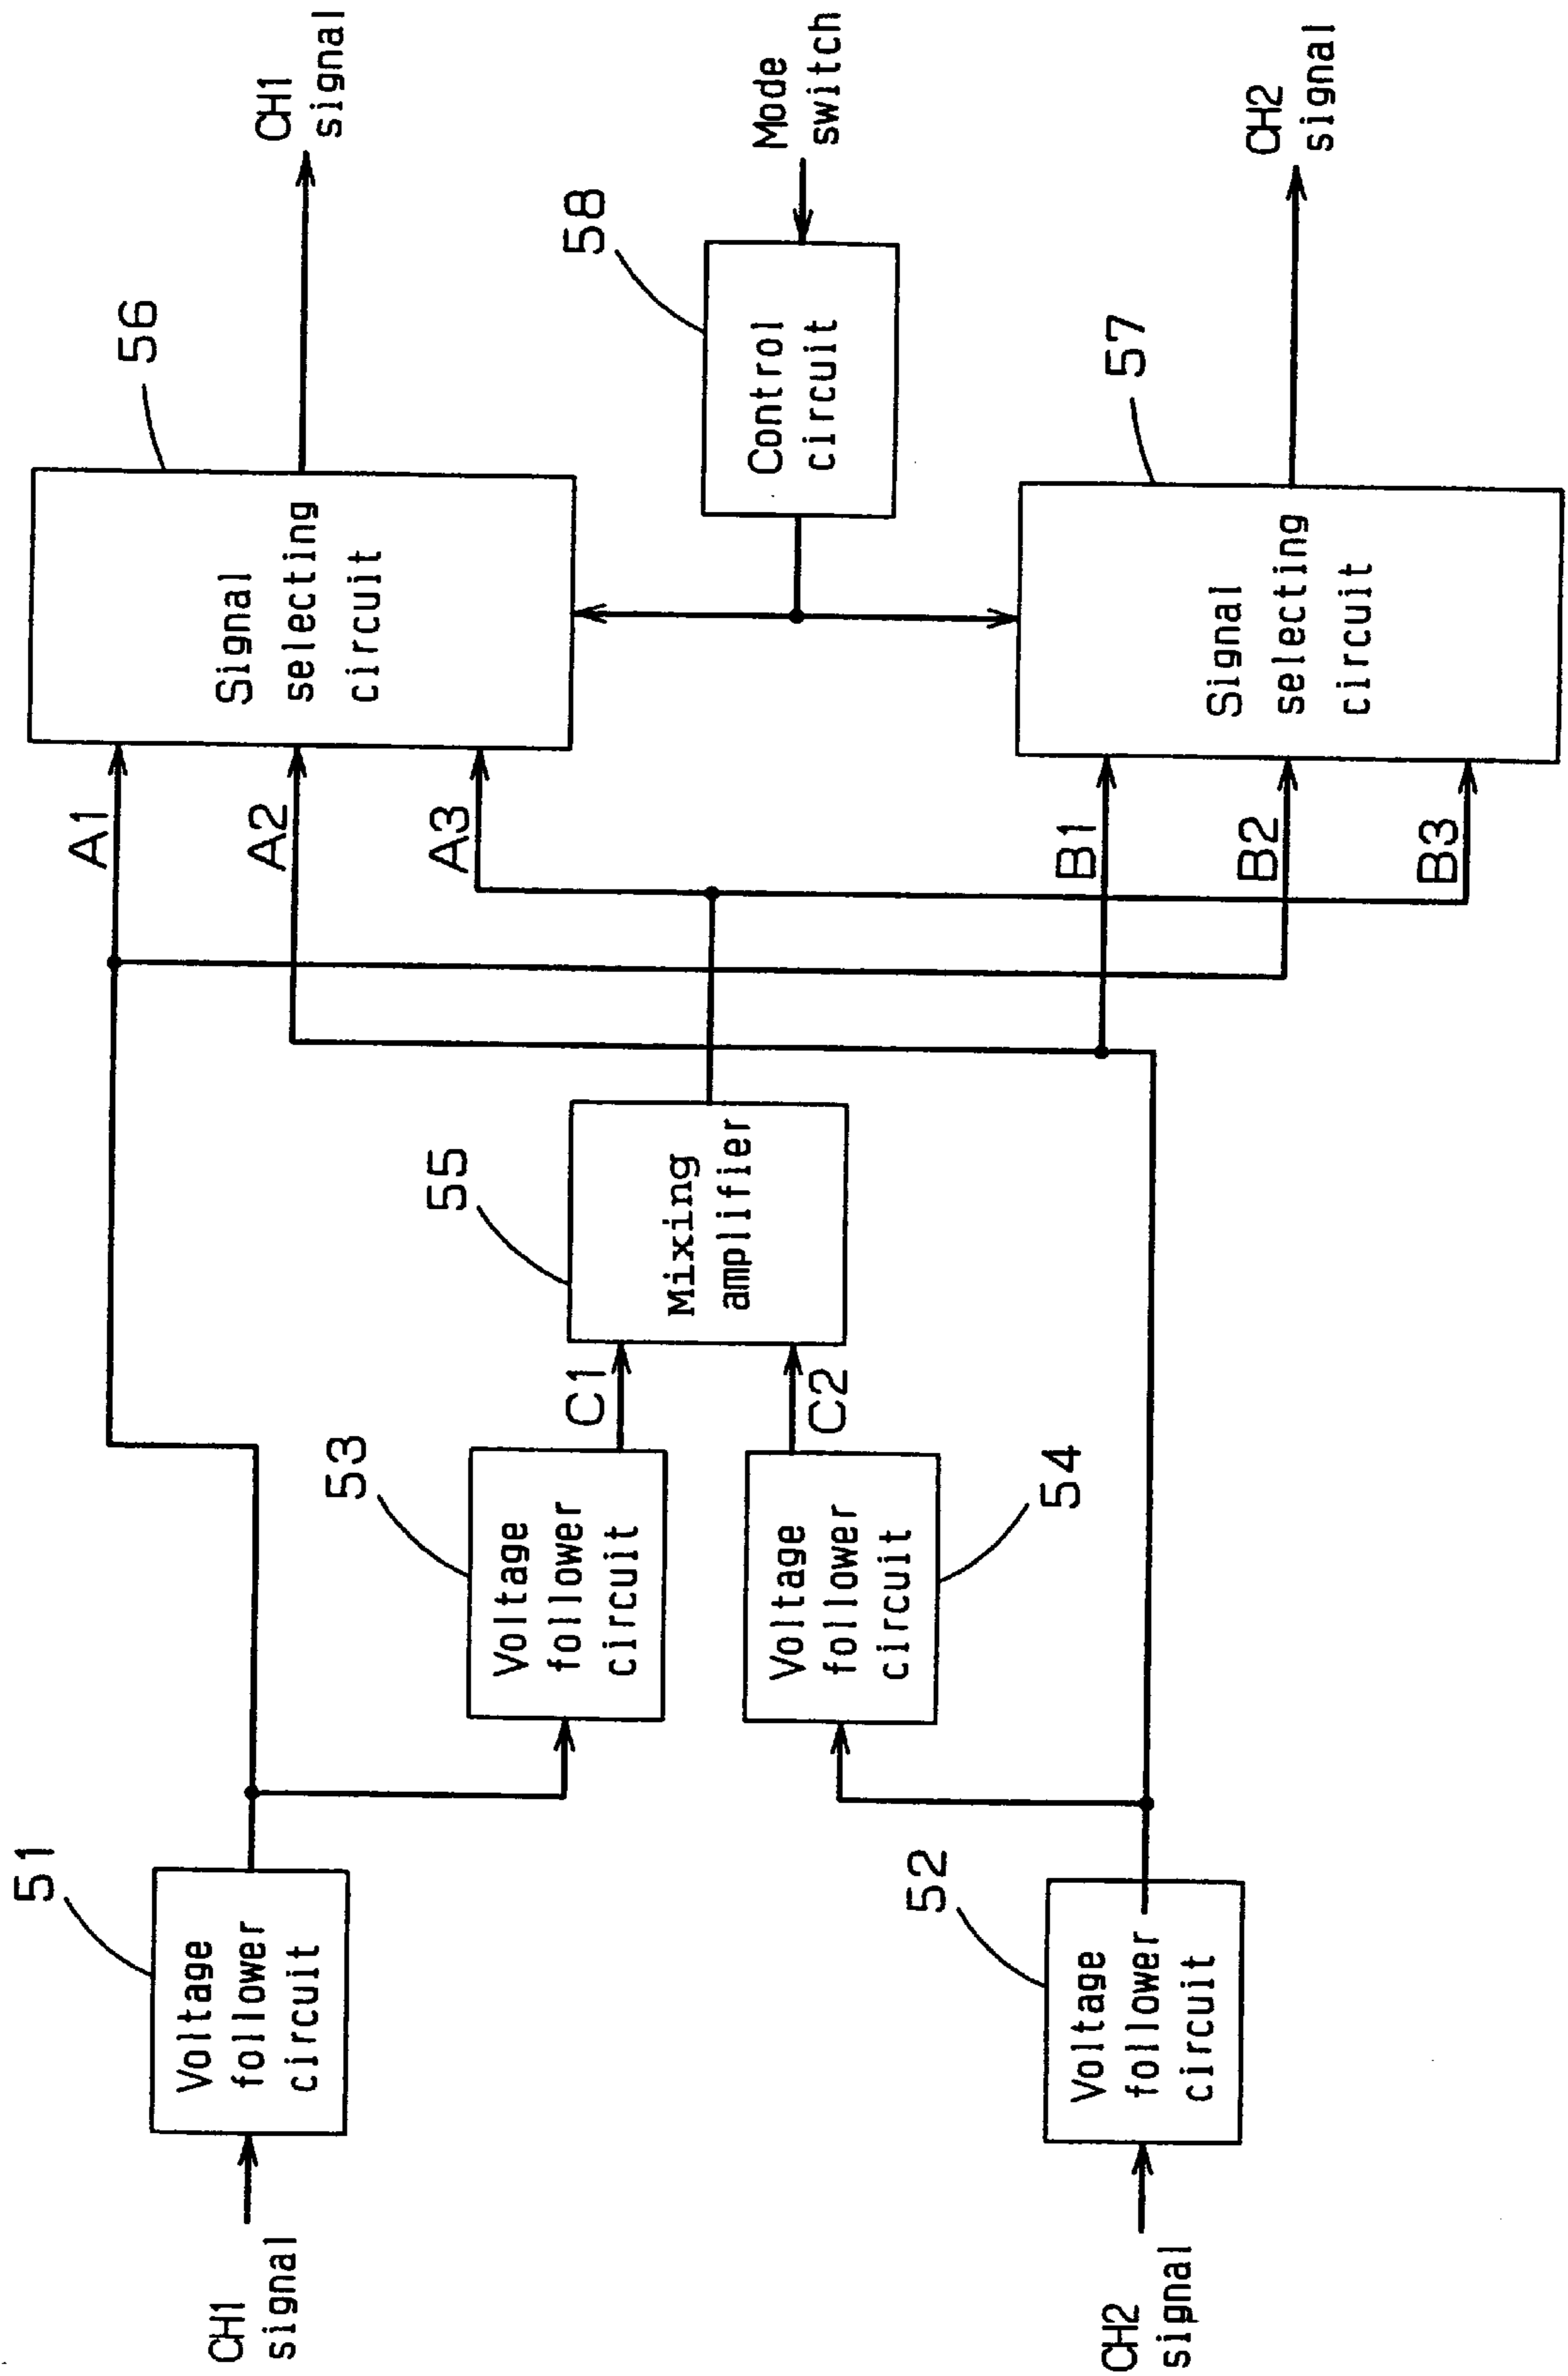 CH1
signal
51
Voltage
follower
circuit
CH2
signal
52
Voltage
follower
circuit
53
Voltage
follower
circuit
54
Voltage
follower
circuit
C1
C2
55
Mixing
amplifier
A1
A2
A3
B1
B2
B3
56
Signal
selecting
circuit
57
Signal
selecting
circuit
58
Control
circuit
Mode
switch
CH1
signal
CH2
signal